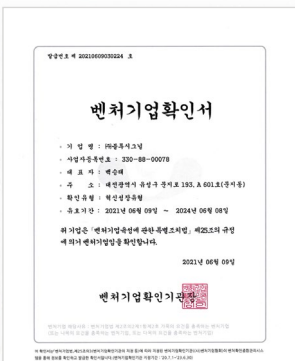 발급번호 제 20210609030224 호
벤처기업확인서
· 기 업 명 : ㈜블루시그널
· 사업자등록번호 : 330-88-00078
· 대 표 자 : 백승태
· 주 소 : 대전광역시 유성구 문지로 193, A 601호(문지동)
· 확인유형 : 혁신성장유형
· 유효기간 : 2021년 06월 09일 ~ 2024년 06월 08일
위 기업은「벤처기업육성에 관한 특별조치법」제25조의 규정
에 의거 벤처기업임을 확인합니다.
2021년 06월 09일
벤처기업확인기관장